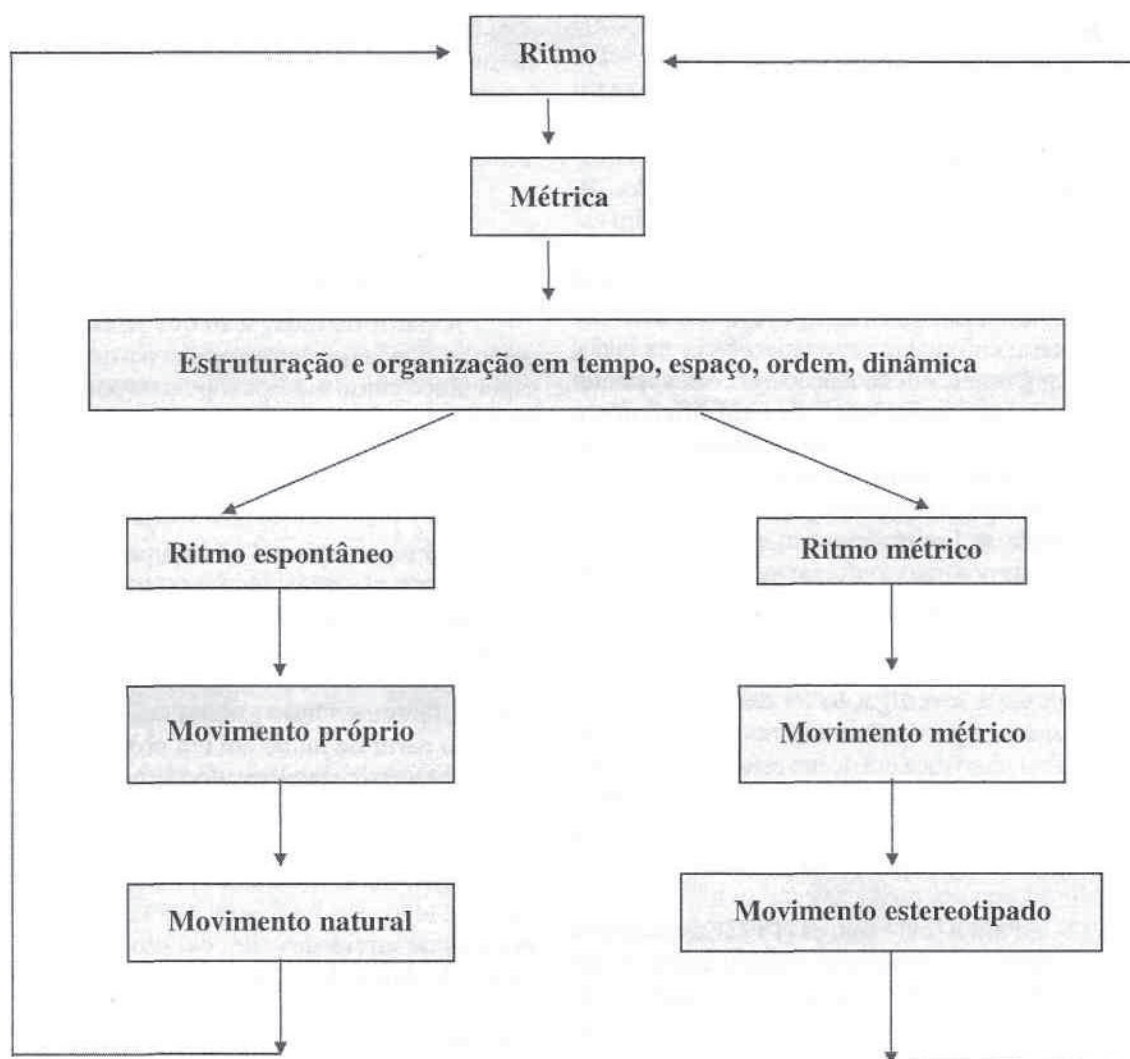 Ritmo
Métrica
Estruturação e organização em tempo, espaço, ordem, dinâmica
Ritmo espontâneo
Ritmo métrico
Movimento próprio
Movimento métrico
Movimento natural
Movimento estereotipado